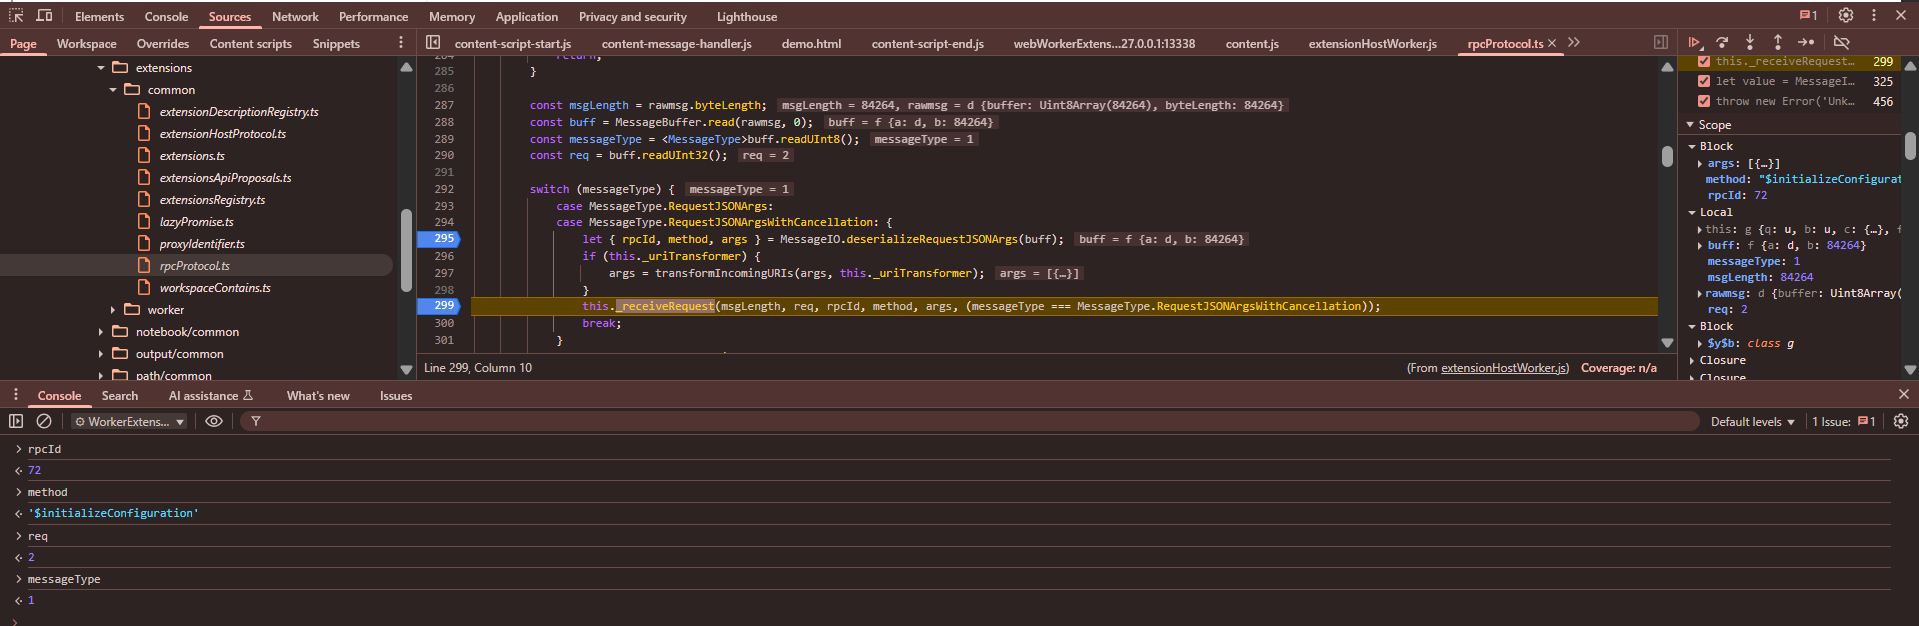 Elements Console Sources Network Performance Memory Application Privacy and security Lighthouse 1
Page Workspace Overrides Content scripts Snippets
content-script-start.js content-message-handler.js demo.html content-script-end.js webWorkerExtens...27.0.0.1:13338 content.js extensionHostWorker.js rpcProtocol.ts
extensions
common
extensionDescriptionRegistry.ts
extensionHostProtocol.ts
extensions.ts
extensionsApiProposals.ts
extensionsRegistry.ts
lazyPromise.ts
proxyIdentifier.ts
rpcProtocol.ts
workspaceContains.ts
worker
notebook/common
output/common
path/common
284 return;
285 }
286
287 const msgLength = rawmsg.byteLength; msgLength = 84264, rawmsg = d {buffer: Uint8Array(84264), byteLength: 84264}
288 const buff = MessageBuffer.read(rawmsg, 0); buff = f {a: d, b: 84264}
289 const messageType = <MessageType>buff.readUInt8(); messageType = 1
290 const req = buff.readUInt32(); req = 2
291
292 switch (messageType) { messageType = 1
293 case MessageType.RequestJSONArgs:
294 case MessageType.RequestJSONArgsWithCancellation: {
295 let { rpcId, method, args } = MessageIO.deserializeRequestJSONArgs(buff); buff = f {a: d, b: 84264}
296 if (this._uriTransformer) {
297 args = transformIncomingURIs(args, this._uriTransformer); args = [{…}]
298 }
299 this._receiveRequest(msgLength, req, rpcId, method, args, (messageType === MessageType.RequestJSONArgsWithCancellation));
300 break;
301 }
Line 299, Column 10 (From extensionHostWorker.js) Coverage: n/a
this._receiveRequest… 299
let value = MessageI… 325
throw new Error('Unk… 456
Scope
Block
args: [{…}]
method: "$initializeConfigurat
rpcId: 72
Local
this: g {q: u, b: u, c: {…}, f
buff: f {a: d, b: 84264}
messageType: 1
msgLength: 84264
rawmsg: d {buffer: Uint8Array(
req: 2
Block
$y$b: class g
Closure
Closure
Console Search AI assistance What's new Issues
WorkerExtens... Default levels 1 Issue: 1
rpcId
72
method
'$initializeConfiguration'
req
2
messageType
1